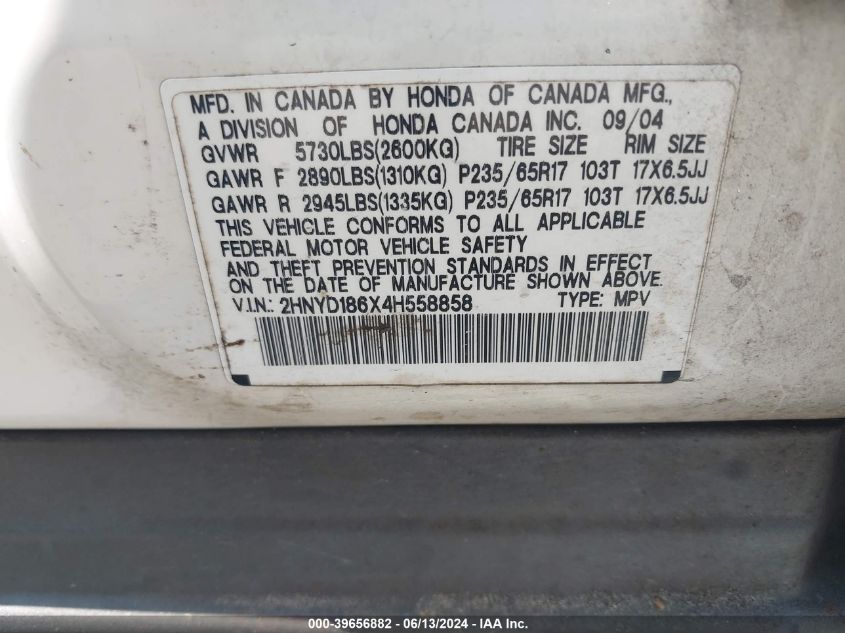 MFD. IN CANADA BY HONDA OF CANADA MFG.,
A DIVISION OF HONDA CANADA INC. 09/04
GVWR 5730LBS(2600KG) TIRE SIZE RIM SIZE
GAWR F 2890LBS(1310KG) P235/65R17 103T 17X6.5JJ
GAWR R 2945LBS(1335KG) P235/65R17 103T 17X6.5JJ
THIS VEHICLE CONFORMS TO ALL APPLICABLE
FEDERAL MOTOR VEHICLE SAFETY
AND THEFT PREVENTION STANDARDS IN EFFECT
ON THE DATE OF MANUFACTURE SHOWN ABOVE.
V.I.N.: 2HNYD186X4H558858 TYPE: MPV
000-39656882 - 06/13/2024 - IAA Inc.